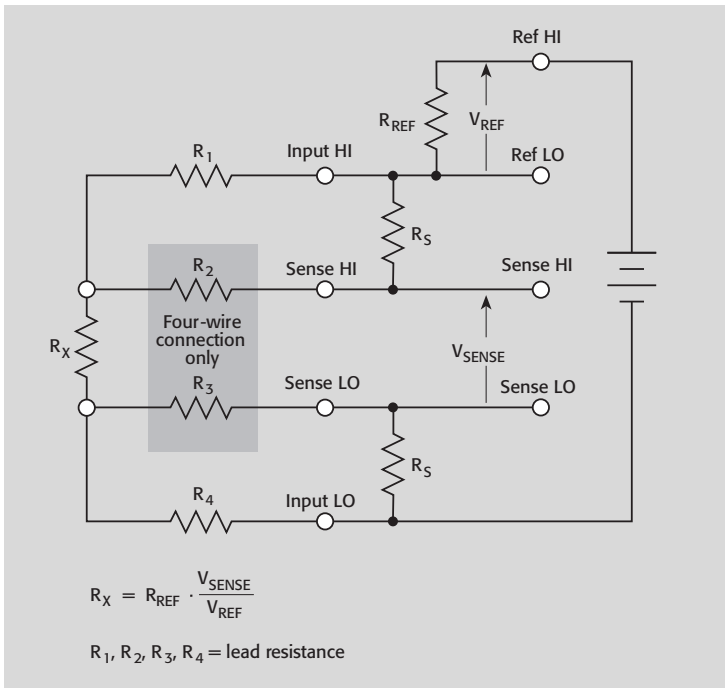 Ref HI
R_REF
V_REF
R_1
Input HI
Ref LO
R_S
R_2
Sense HI
Sense HI
Four-wire
connection
only
R_X
V_SENSE
R_3
Sense LO
Sense LO
R_S
R_4
Input LO
R_X = R_REF · V_SENSE / V_REF
R_1, R_2, R_3, R_4 = lead resistance